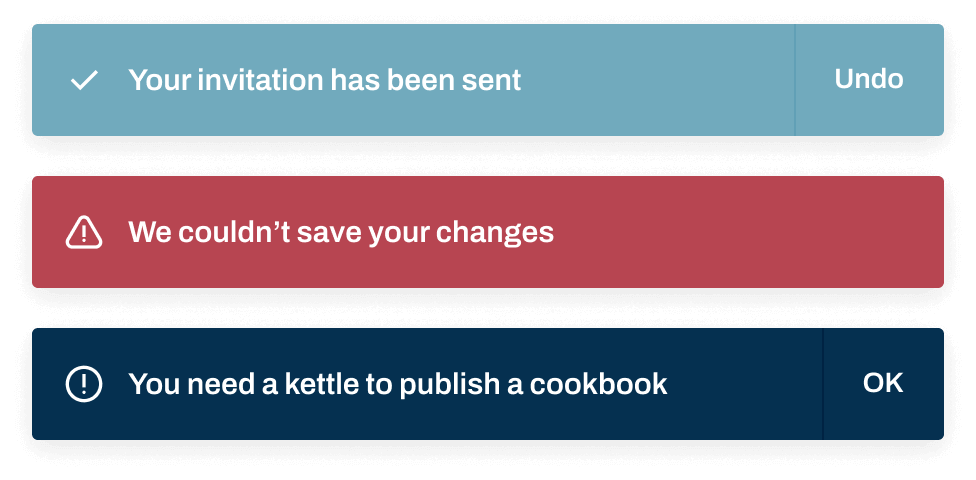 Your invitation has been sent
Undo
We couldn’t save your changes
You need a kettle to publish a cookbook
OK